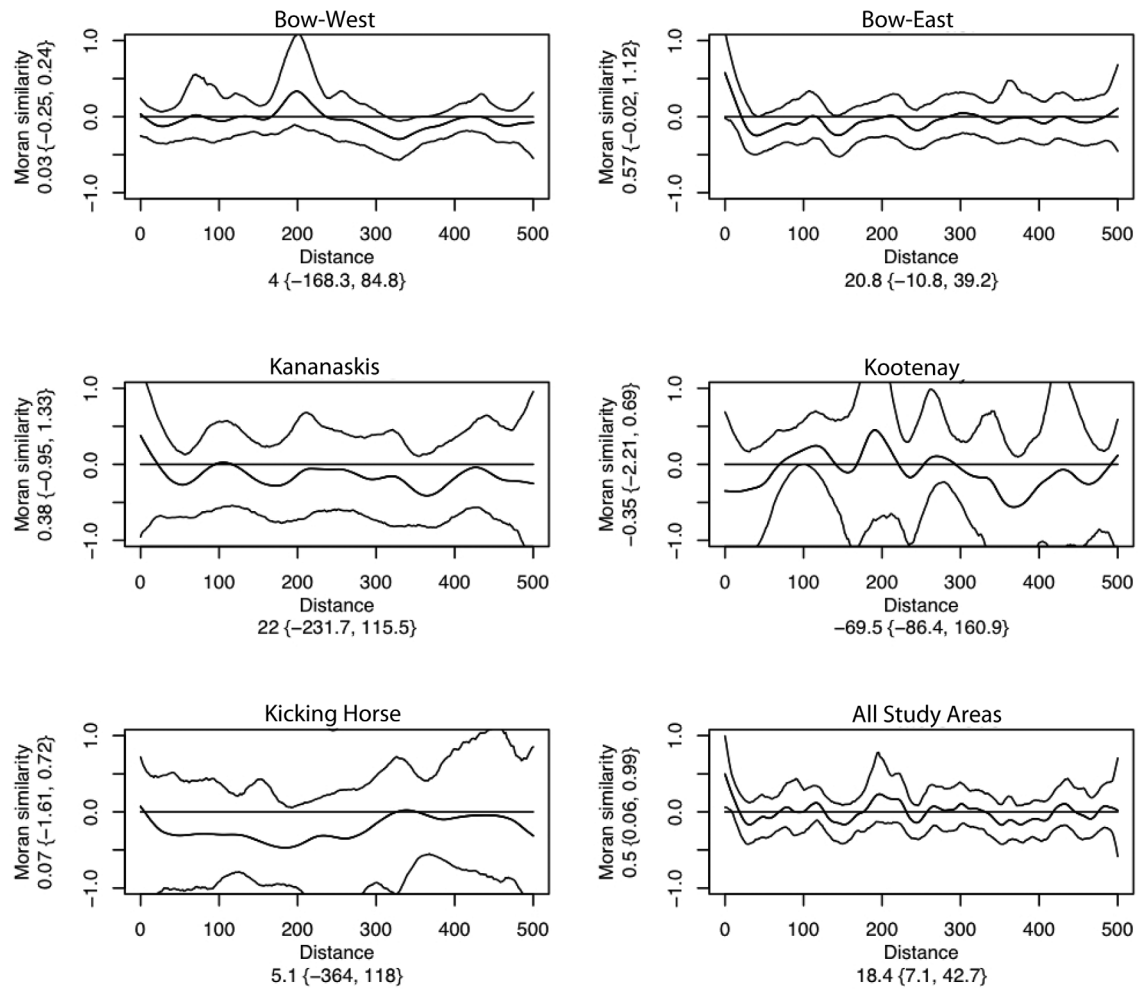 Bow-West
Moran similarity
0.03 {−0.25, 0.24}
1.0
0.0
−1.0
0 100 200 300 400 500
Distance
4 {−168.3, 84.8}
Bow-East
Moran similarity
0.57 {−0.02, 1.12}
1.0
0.0
−1.0
0 100 200 300 400 500
Distance
20.8 {−10.8, 39.2}
Kananaskis
Moran similarity
0.38 {−0.95, 1.33}
1.0
0.0
−1.0
0 100 200 300 400 500
Distance
22 {−231.7, 115.5}
Kootenay
Moran similarity
−0.35 {−2.21, 0.69}
1.0
0.0
−1.0
0 100 200 300 400 500
Distance
−69.5 {−86.4, 160.9}
Kicking Horse
Moran similarity
0.07 {−1.61, 0.72}
1.0
0.0
−1.0
0 100 200 300 400 500
Distance
5.1 {−364, 118}
All Study Areas
Moran similarity
0.5 {0.06, 0.99}
1.0
0.0
−1.0
0 100 200 300 400 500
Distance
18.4 {7.1, 42.7}